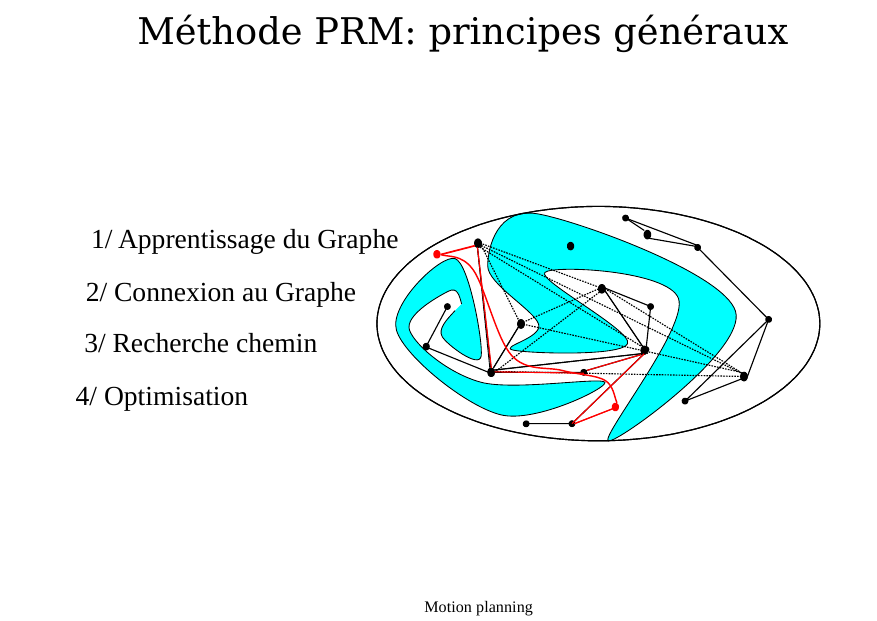 Méthode PRM: principes généraux
1/ Apprentissage du Graphe
2/ Connexion au Graphe
3/ Recherche chemin
4/ Optimisation
Motion planning